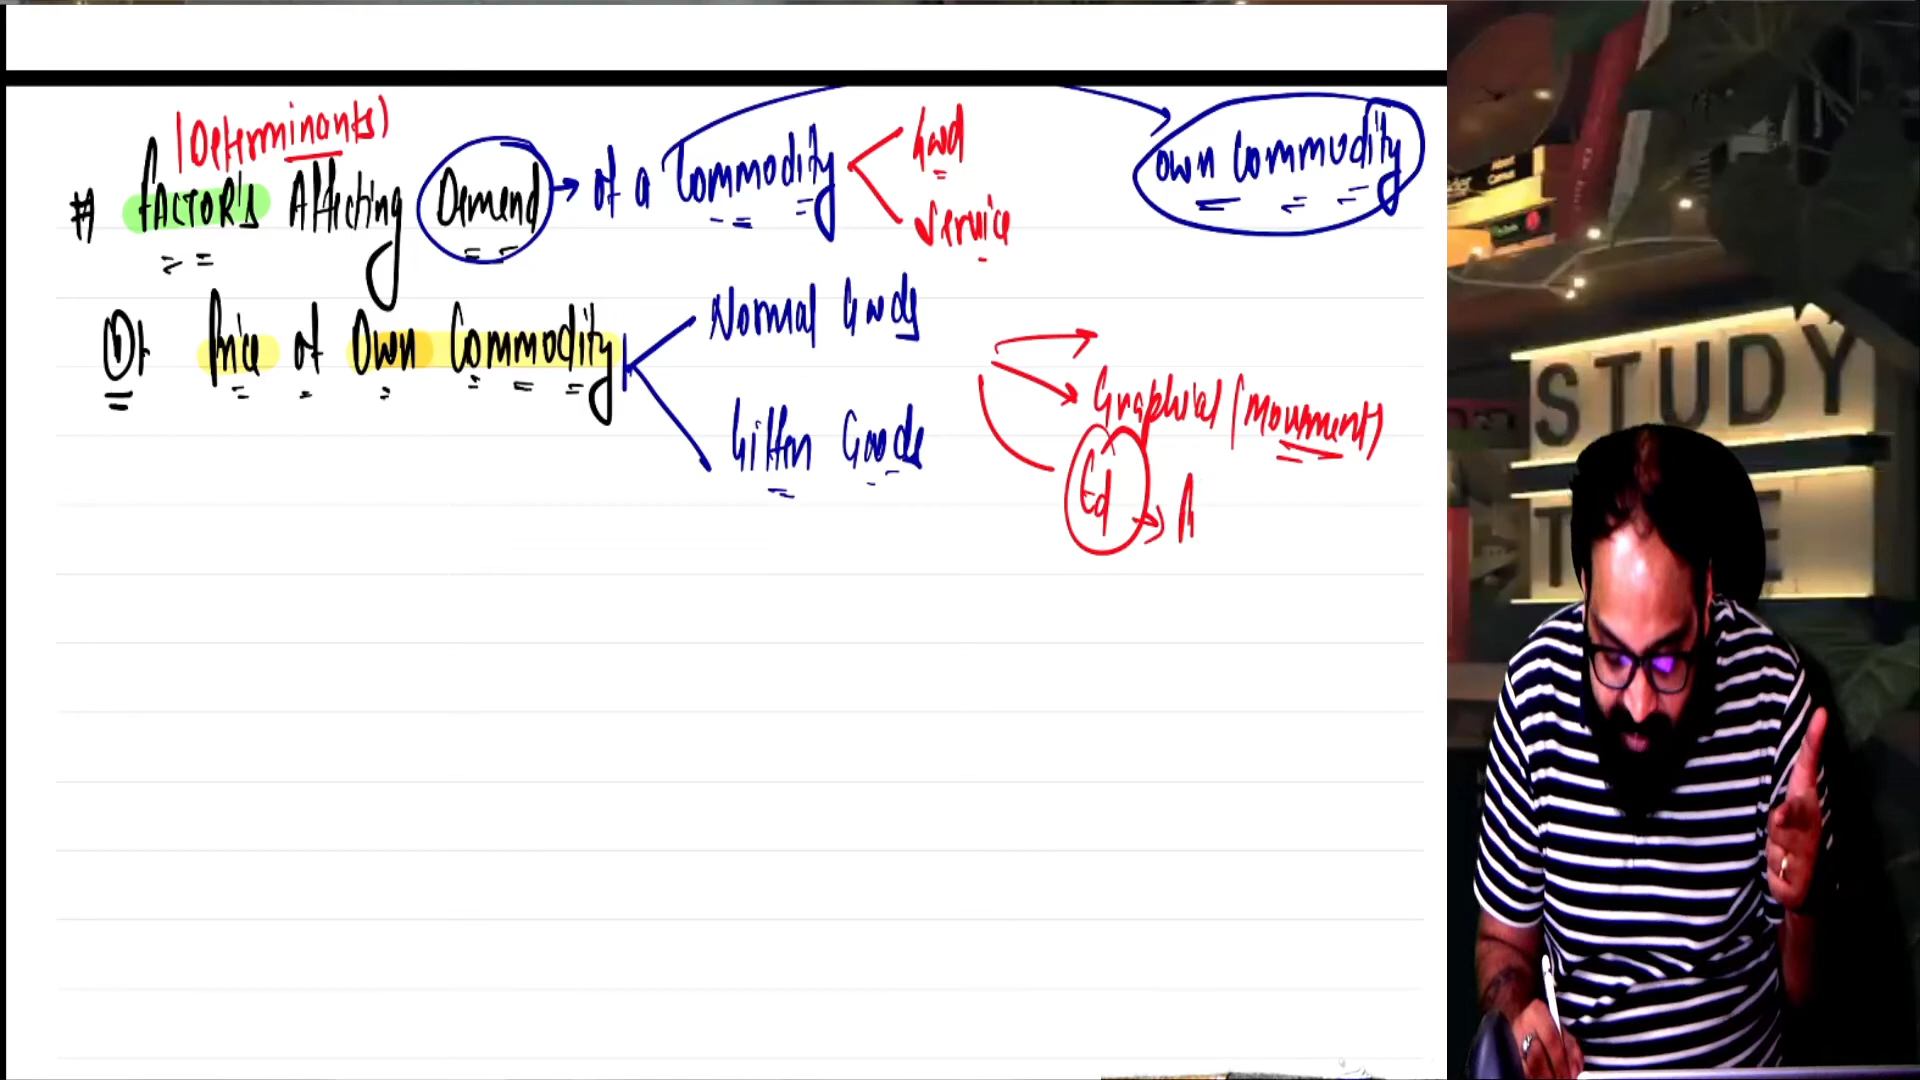 (Determinants)
# FACTOR'S Affecting Demand → of a Commodity
Good
Service
own commodity
① Price of Own Commodity
Normal Goods
Giffen Goods
Graphical (Movement)
Ed →
STUDY
T E